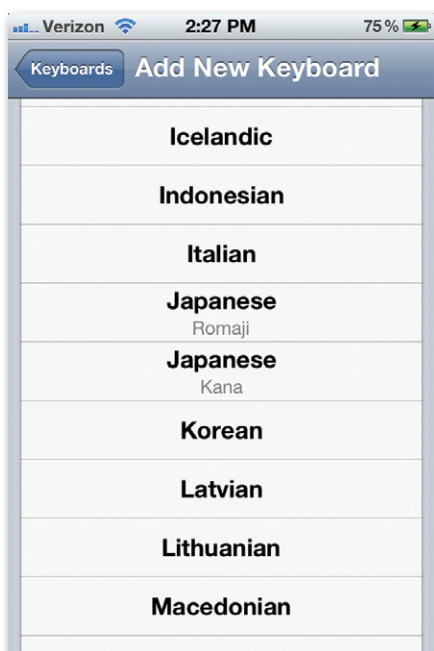 Verizon 2:27 PM 75%
Keyboards Add New Keyboard
Icelandic
Indonesian
Italian
Japanese
Romaji
Japanese
Kana
Korean
Latvian
Lithuanian
Macedonian